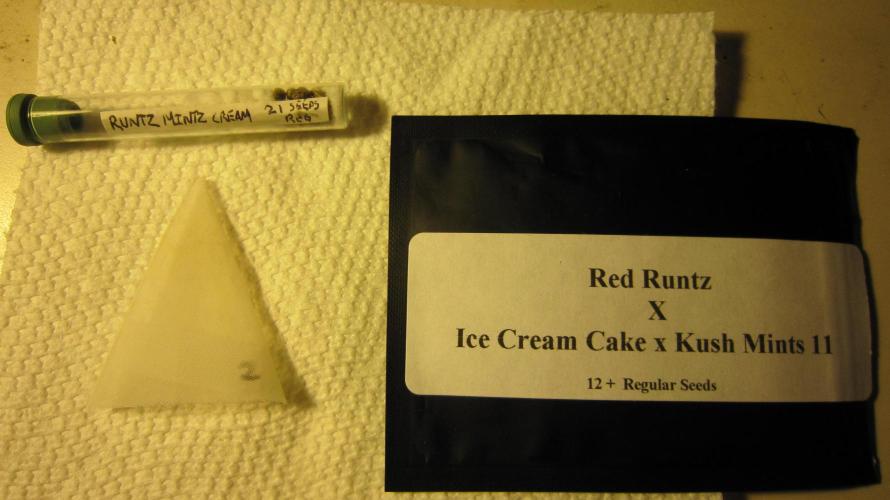 RUNTZ MINTZ CREAM
21 SEEDS
REG
2
Red Runtz
X
Ice Cream Cake x Kush Mints 11
12 + Regular Seeds